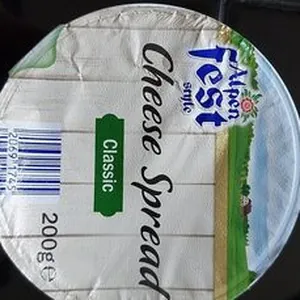 Alpen
fest
style
Cheese Spread
Classic
200g e